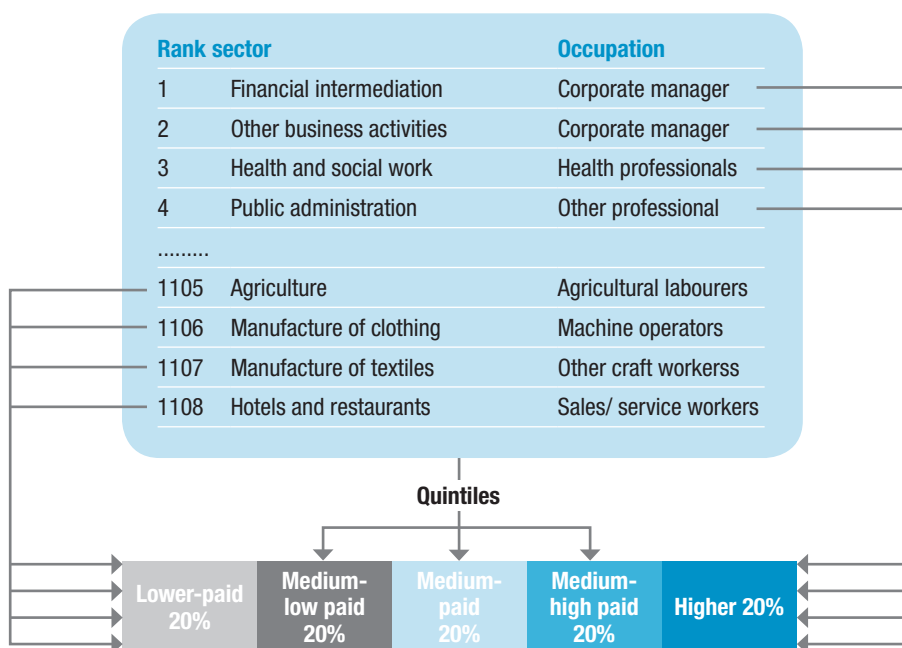 Rank sector Occupation
1 Financial intermediation Corporate manager
2 Other business activities Corporate manager
3 Health and social work Health professionals
4 Public administration Other professional
.........
1105 Agriculture Agricultural labourers
1106 Manufacture of clothing Machine operators
1107 Manufacture of textiles Other craft workerss
1108 Hotels and restaurants Sales/ service workers
Quintiles
Lower-paid
20%
Medium-
low paid
20%
Medium-
paid
20%
Medium-
high paid
20%
Higher 20%